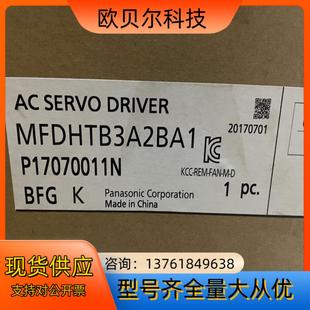 欧贝尔科技
AC SERVO DRIVER
MFDHTB3A2BA1
20170701
P17070011N
KCC-REM-FAN-M-D
BFG K
Panasonic Corporation
Made in China
1 pc.
现货供应
支持对公开票
咨询：13761849638
型号齐全量大从优